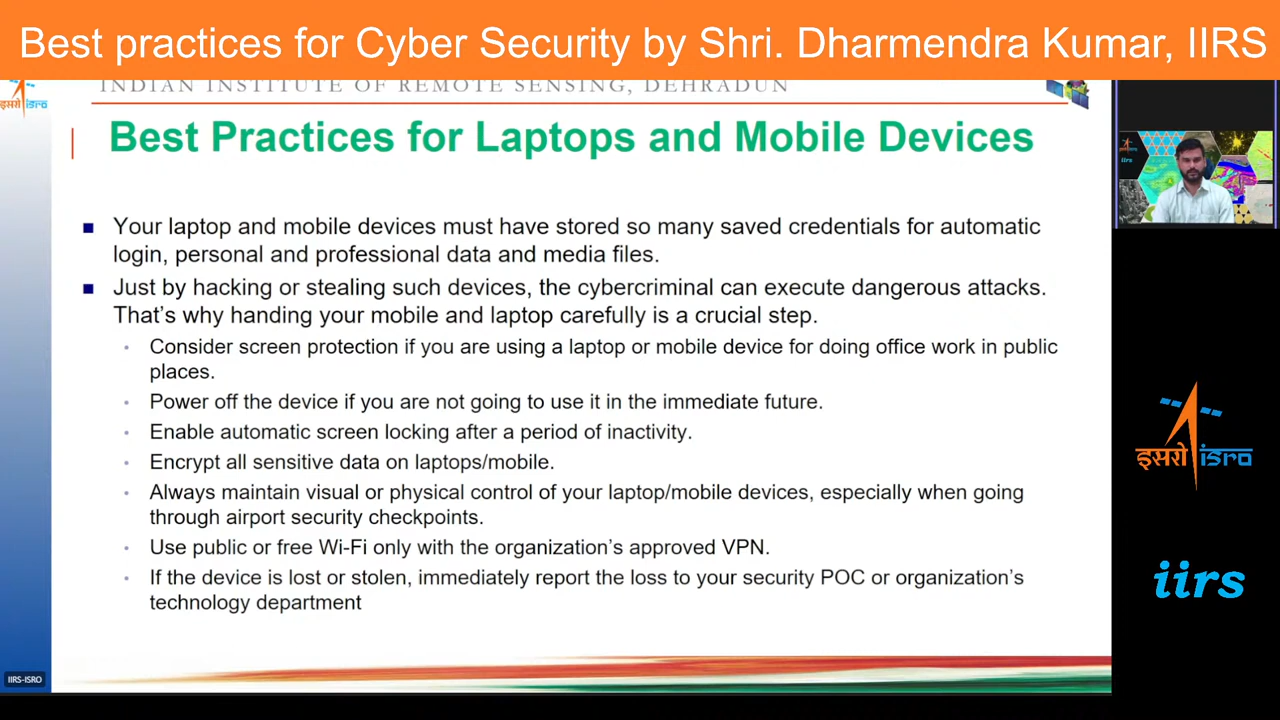 Best practices for Cyber Security by Shri. Dharmendra Kumar, IIRS
INDIAN INSTITUTE OF REMOTE SENSING, DEHRADUN
इसरो isro
Best Practices for Laptops and Mobile Devices
Your laptop and mobile devices must have stored so many saved credentials for automatic
login, personal and professional data and media files.
Just by hacking or stealing such devices, the cybercriminal can execute dangerous attacks.
That's why handing your mobile and laptop carefully is a crucial step.
Consider screen protection if you are using a laptop or mobile device for doing office work in public
places.
Power off the device if you are not going to use it in the immediate future.
Enable automatic screen locking after a period of inactivity.
Encrypt all sensitive data on laptops/mobile.
Always maintain visual or physical control of your laptop/mobile devices, especially when going
through airport security checkpoints.
Use public or free Wi-Fi only with the organization's approved VPN.
If the device is lost or stolen, immediately report the loss to your security POC or organization's
technology department
IIRS-ISRO
iirs
इसरो isro
iirs